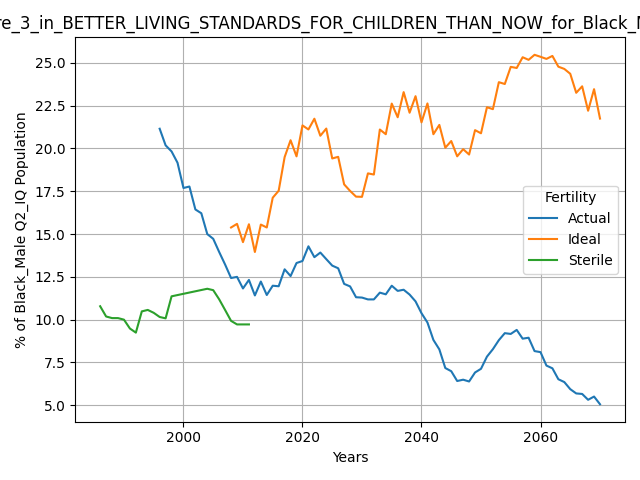 re_3_in_BETTER_LIVING_STANDARDS_FOR_CHILDREN_THAN_NOW_for_Black_M
% of Black_Male Q2_IQ Population
25.0
22.5
20.0
17.5
15.0
12.5
10.0
7.5
5.0
Fertility
Actual
Ideal
Sterile
2000
2020
2040
2060
Years